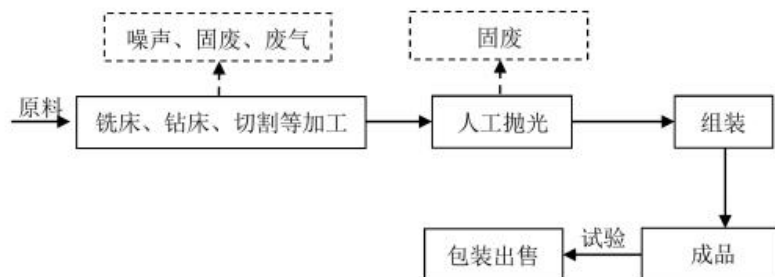 噪声、固废、废气
固废
原料
铣床、钻床、切割等加工
人工抛光
组装
包装出售
试验
成品